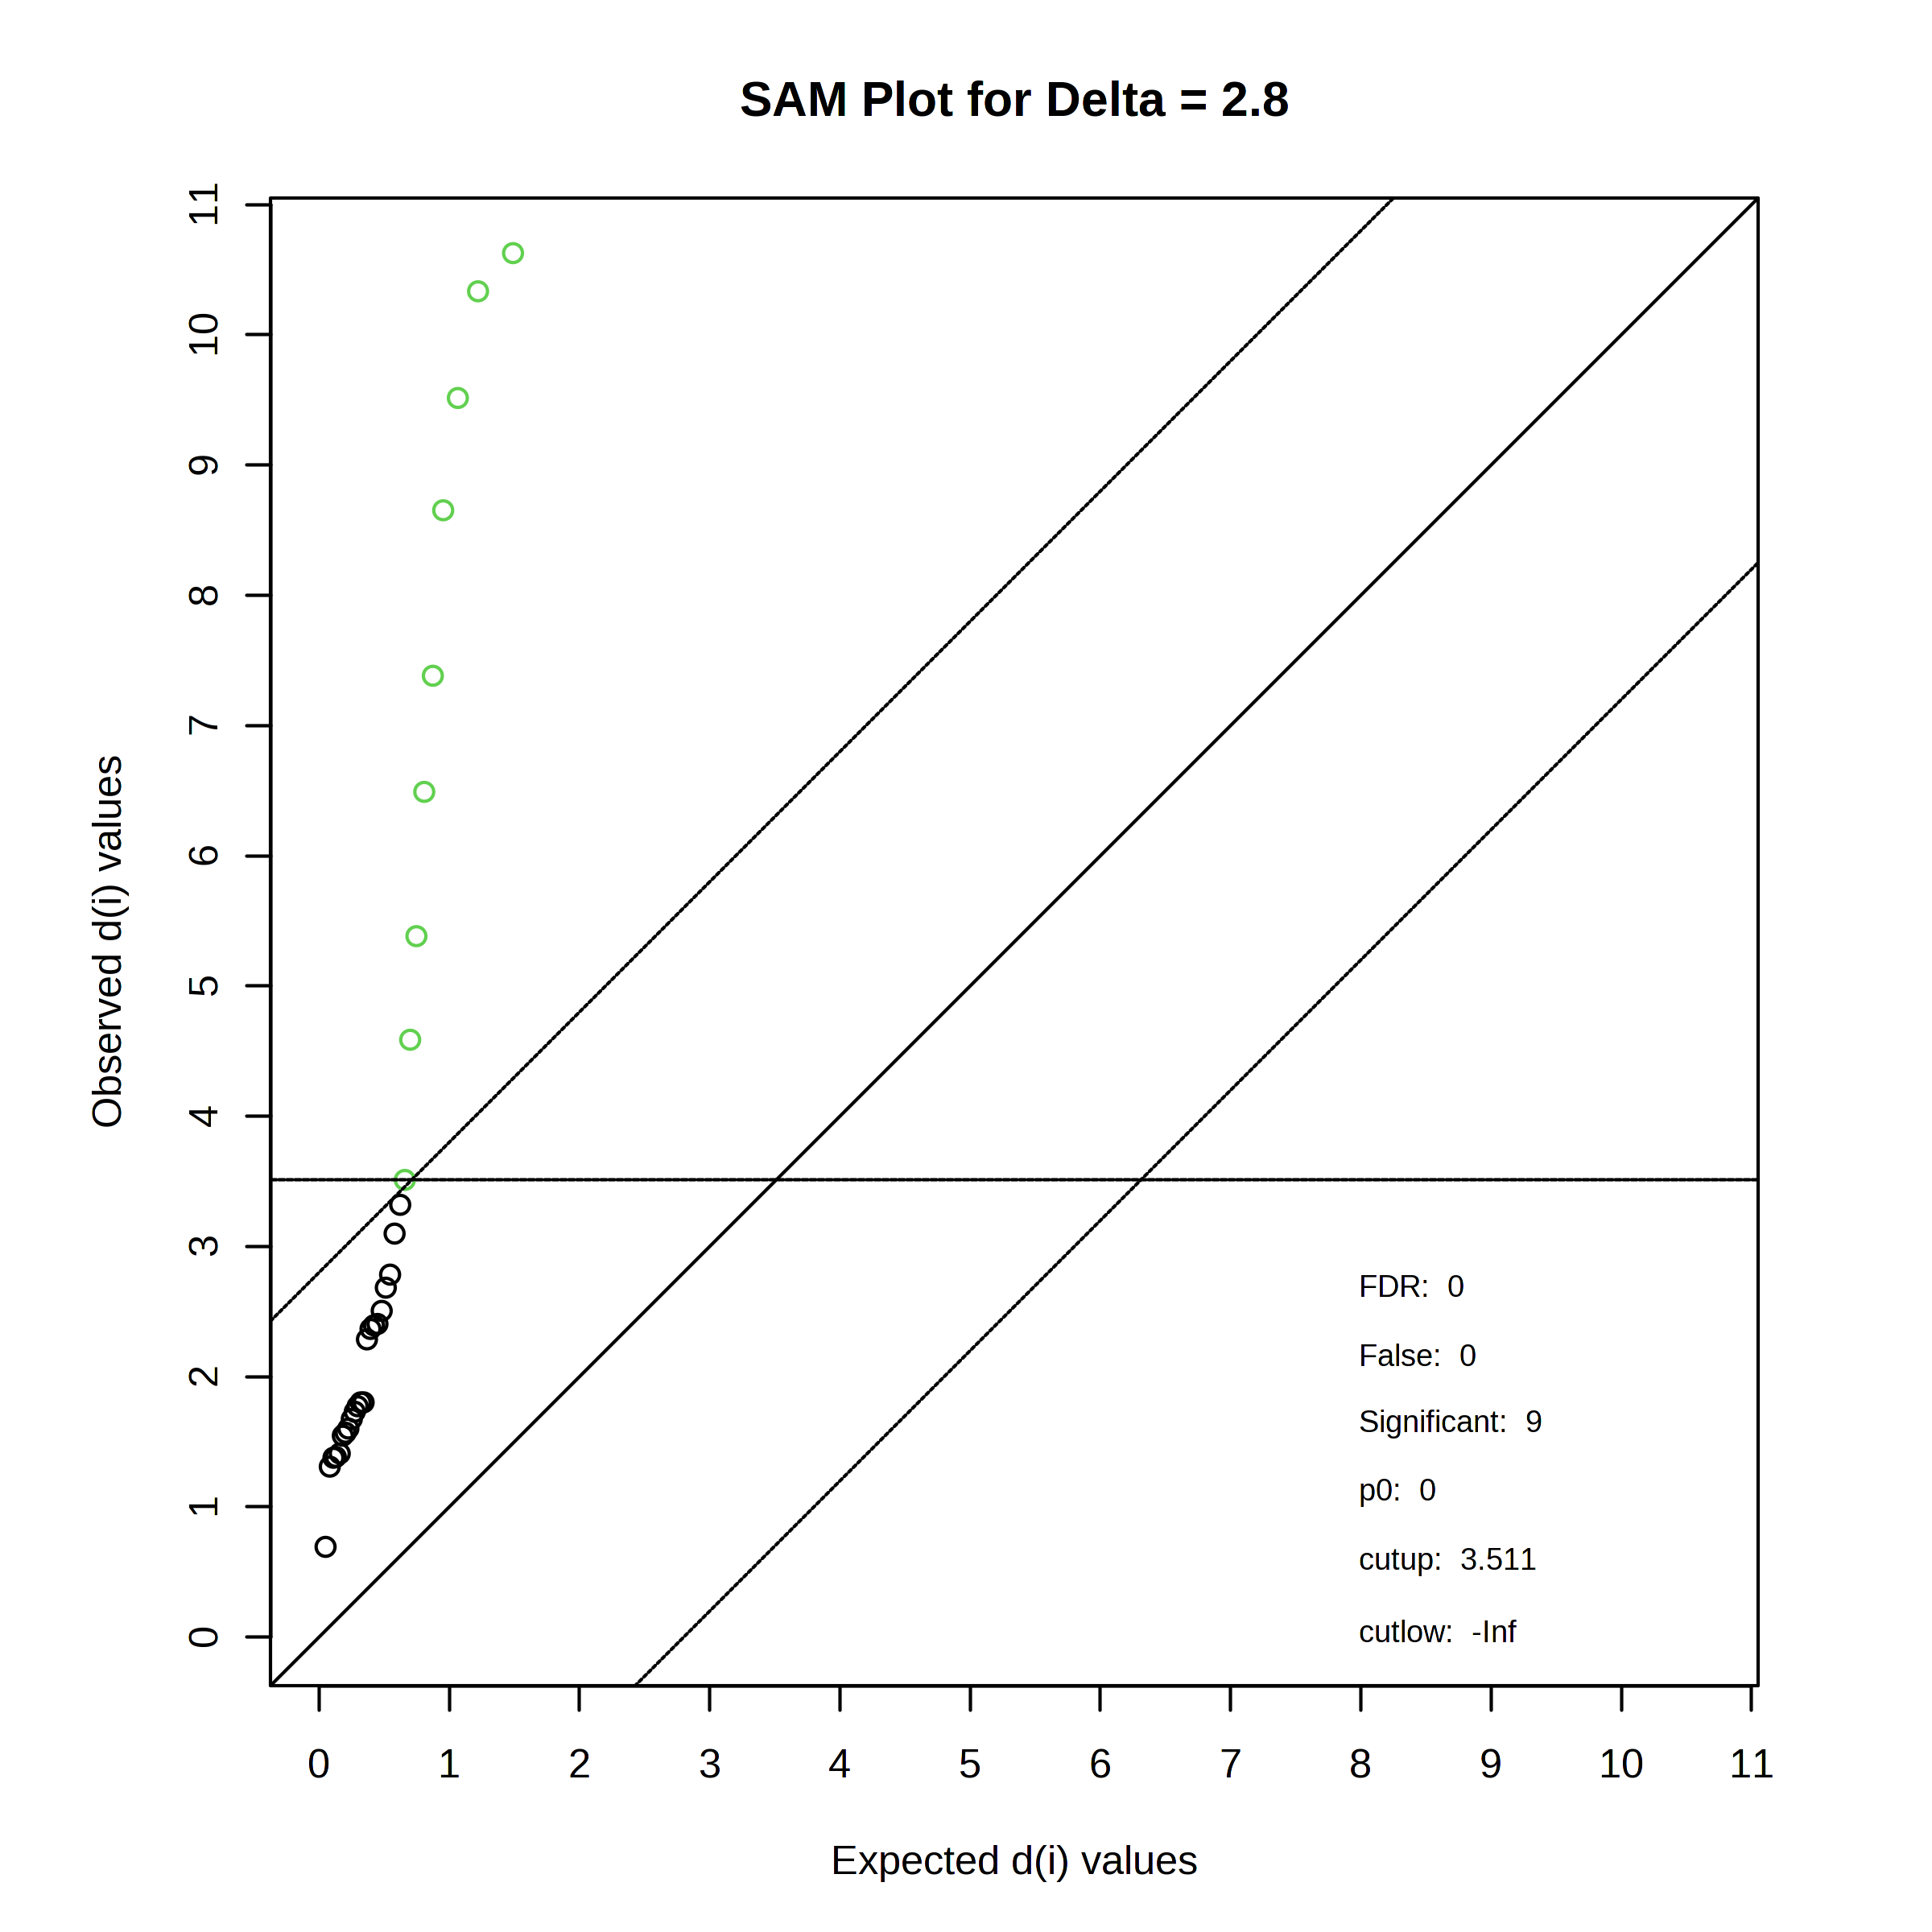 SAM Plot for Delta = 2.8
11
10
9
8
7
6
5
4
3
2
1
0
Observed d(i) values
FDR: 0
False: 0
Significant: 9
p0: 0
cutup: 3.511
cutlow: -Inf
0 1 2 3 4 5 6 7 8 9 10 11
Expected d(i) values